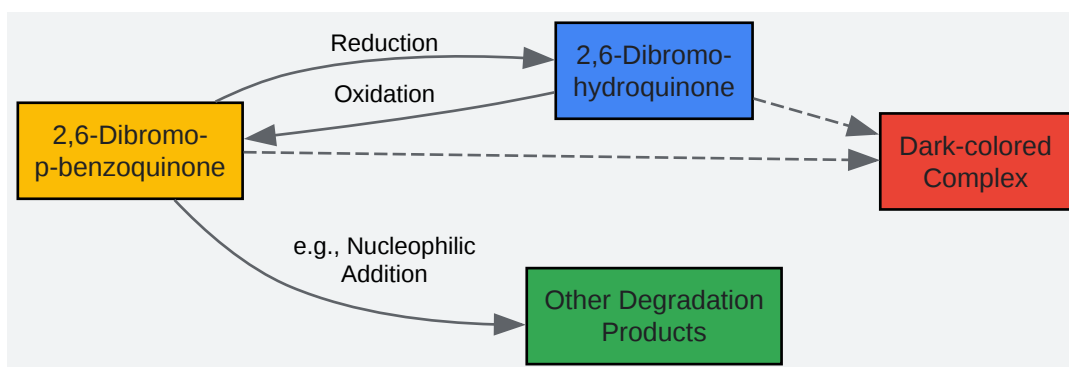 Reduction
2,6-Dibromo-
hydroquinone
Oxidation
2,6-Dibromo-
p-benzoquinone
Dark-colored
Complex
e.g., Nucleophilic
Addition
Other Degradation
Products